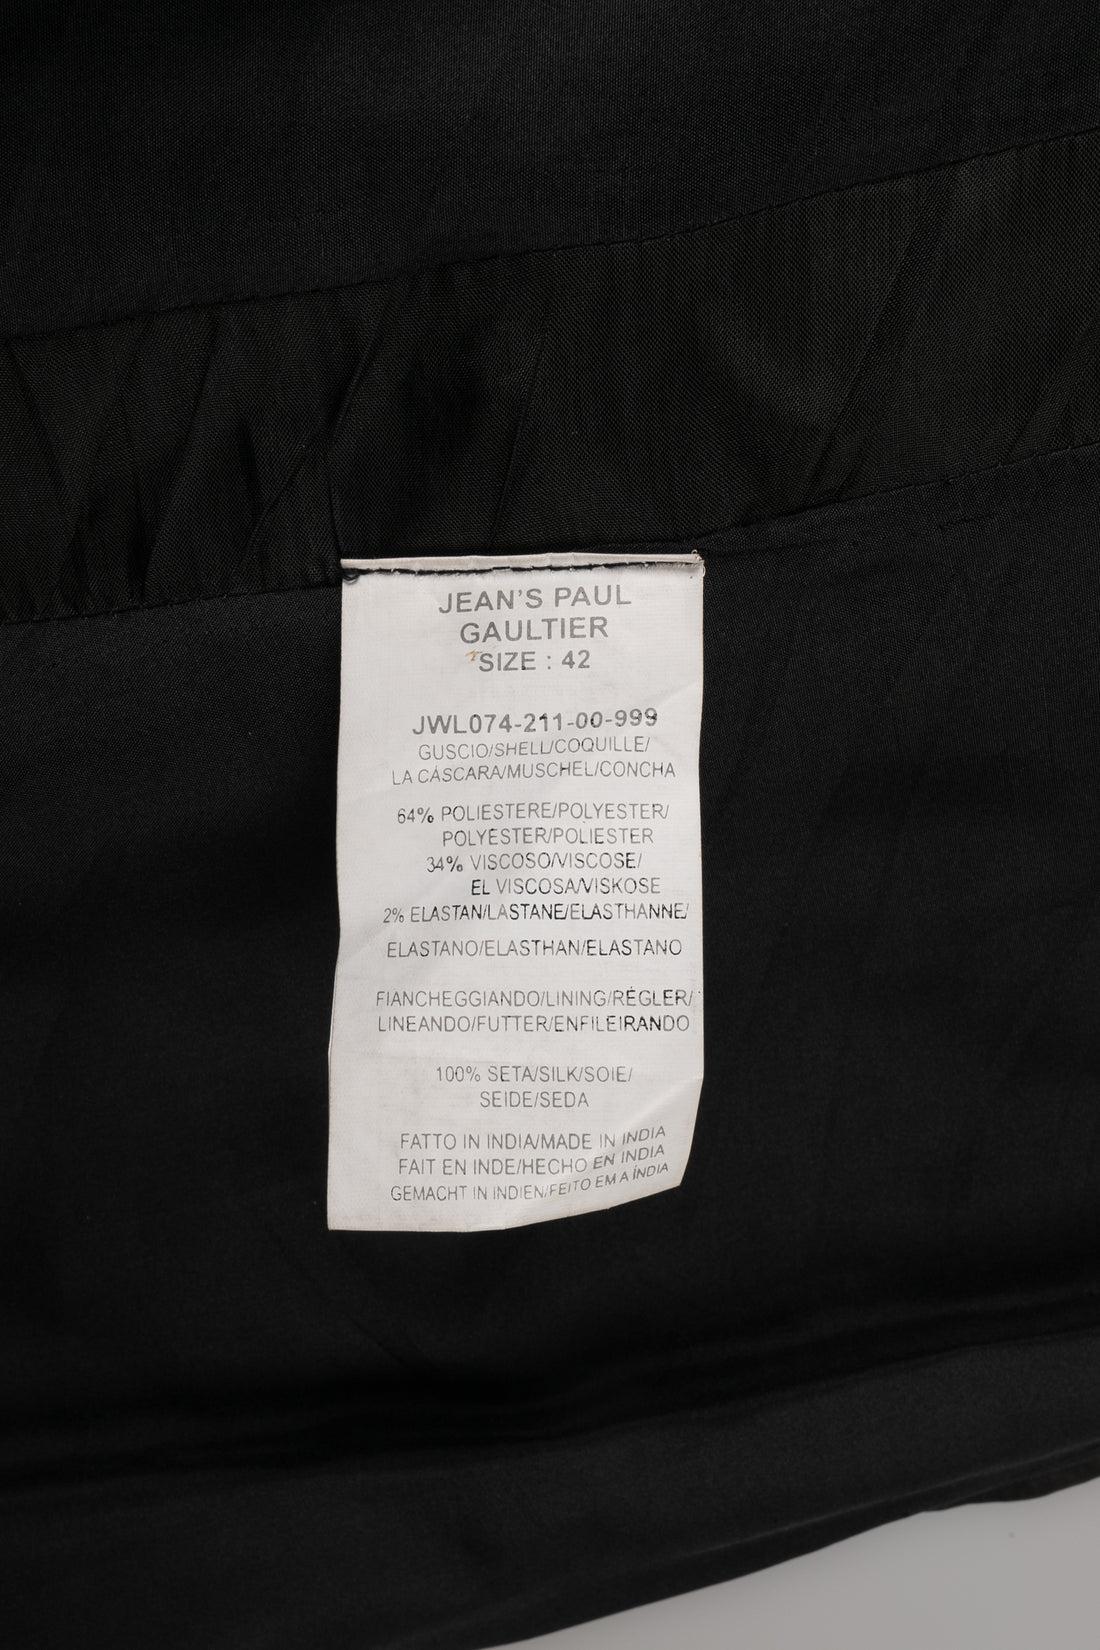 JEAN'S PAUL
GAULTIER
SIZE : 42
JWL074-211-00-999
GUSCIO/SHELL/COQUILLE/
LA CÁSCARA/MUSCHEL/CONCHA
64% POLIESTERE/POLYESTER/
POLYESTER/POLIESTER
34% VISCOSO/VISCOSE/
EL VISCOSA/VISKOSE
2% ELASTAN/LASTANE/ELASTHANNE/
ELASTANO/ELASTHAN/ELASTANO
FIANCHEGGIANDO/LINING/RÉGLER/
LINEANDO/FUTTER/ENFILEIRANDO
100% SETA/SILK/SOIE/
SEIDE/SEDA
FATTO IN INDIA/MADE IN INDIA
FAIT EN INDE/HECHO EN INDIA
GEMACHT IN INDIEN/FEITO EM A ÍNDIA